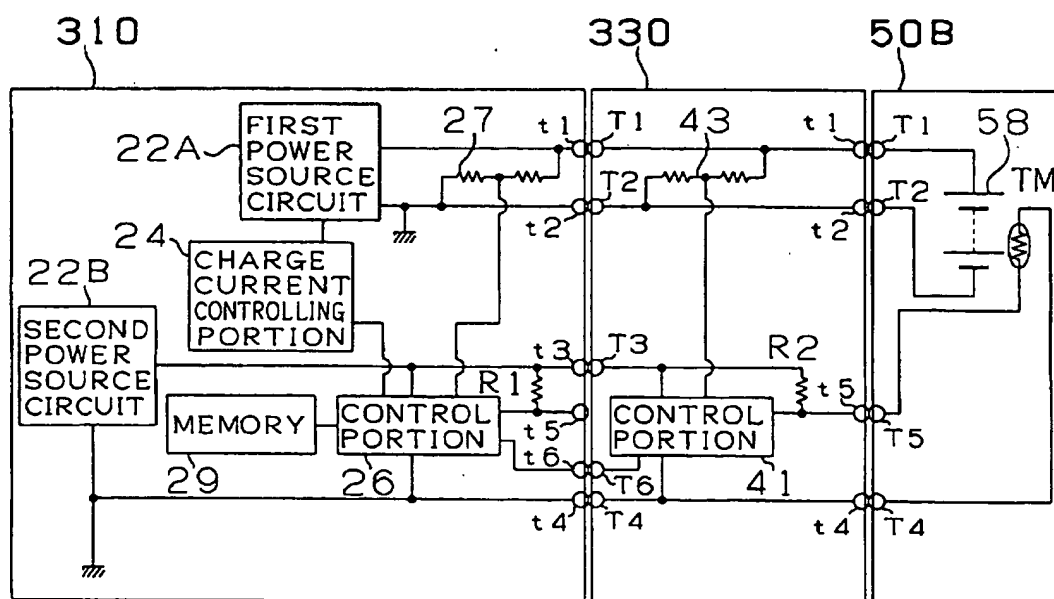 310
330
50B
22A
FIRST
POWER
SOURCE
CIRCUIT
27
t1
T1
43
t1
T1
58
T2
t2
T2
t2
TM
24
CHARGE
CURRENT
CONTROLLING
PORTION
22B
SECOND
POWER
SOURCE
CIRCUIT
R1
t3
T3
R2
t5
MEMORY
CONTROL
PORTION
t5
t6
CONTROL
PORTION
T5
29
26
T6
41
t4
T4
t4
T4